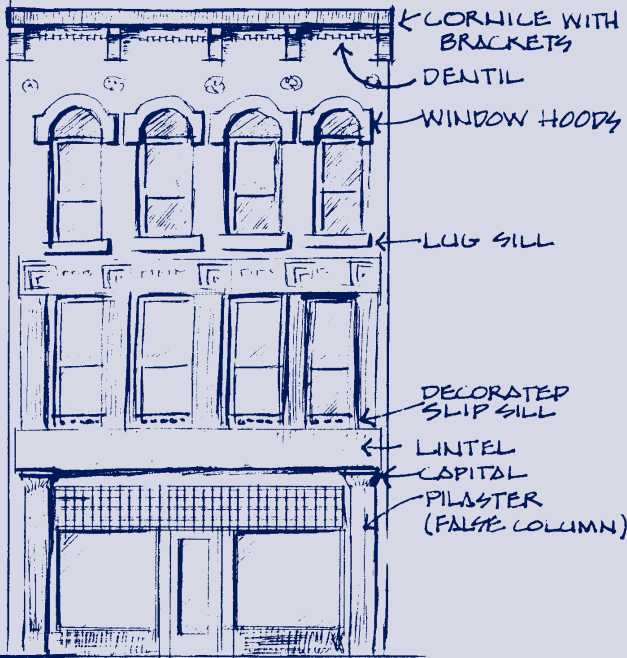 CORNICE WITH
BRACKETS
DENTIL
WINDOW HOODS
LUG SILL
DECORATED
SLIP SILL
LINTEL
CAPITAL
PILASTER
(FALSE COLUMN)